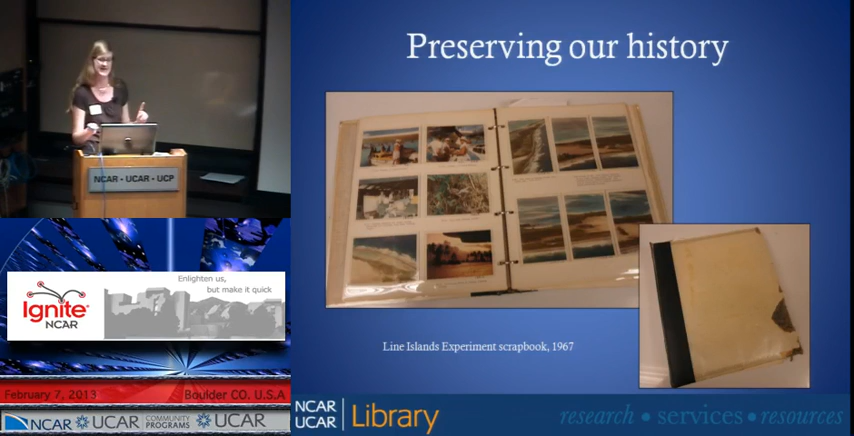 Preserving our history
NCAR - UCAR - UCP
Enlighten us,
but make it quick
Ignite
NCAR
Line Islands Experiment scrapbook, 1967
February 7, 2013
Boulder CO. U.S.A
NCAR
UCAR
COMMUNITY
PROGRAMS
UCAR
NCAR
UCAR
Library
research • services • resources